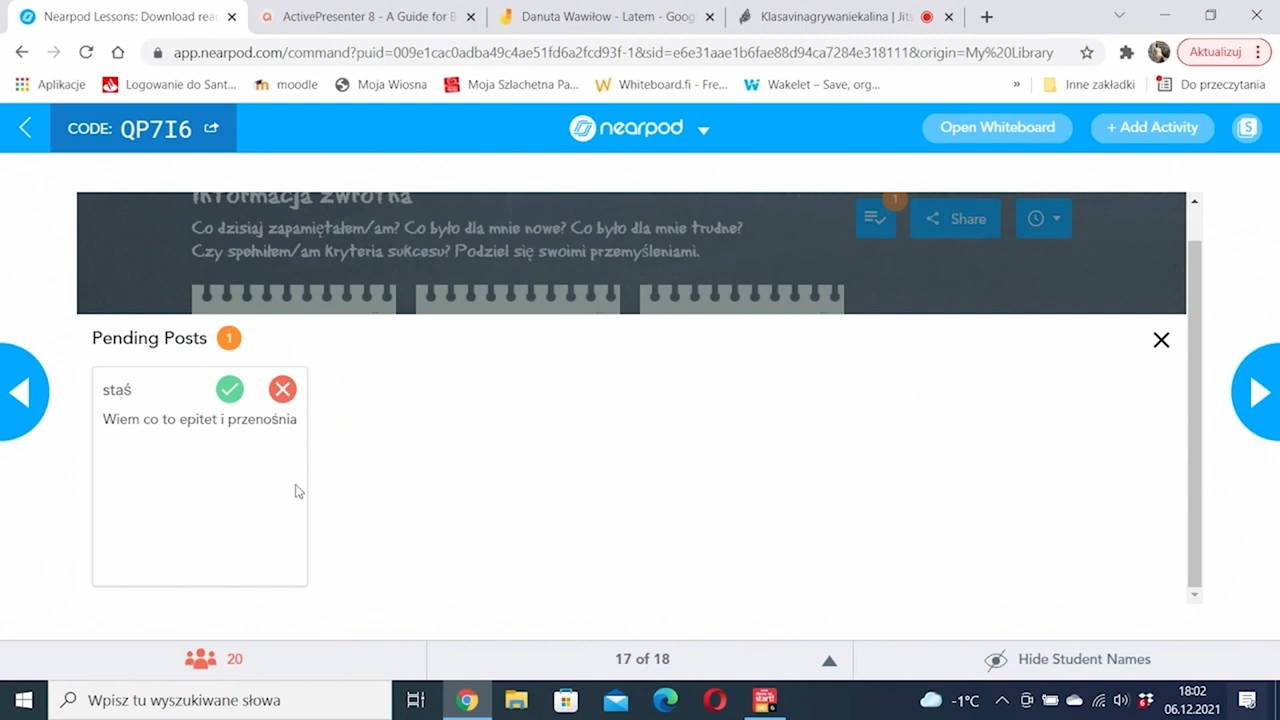 Nearpod Lessons: Download rea
ActivePresenter 8 - A Guide for B
Danuta Wawiłow - Latem - Goog
Klasavinagrywaniekalina | Jits
app.nearpod.com/command?puid=009e1cac0adba49c4ae51fd6a2fcd93f-1&sid=e6e31aae1b6fae88d94ca7284e318111&origin=My%20Library
Aktualizuj
Aplikacje
Logowanie do Sant...
moodle
Moja Wiosna
Moja Szlachetna Pa...
Whiteboard.fi - Fre...
Wakelet – Save, org...
»
Inne zakładki
Do przeczytania
CODE: QP7I6
nearpod
Open Whiteboard
+ Add Activity
S
Informacja zwrotna
1
Co dzisiaj zapamiętałem/am? Co było dla mnie nowe? Co było dla mnie trudne?
Czy spełniłem/am kryteria sukcesu? Podziel się swoimi przemyśleniami.
Share
Pending Posts 1
staś
Wiem co to epitet i przenośnia
20
17 of 18
Hide Student Names
Wpisz tu wyszukiwane słowa
-1°C
18:02
06.12.2021